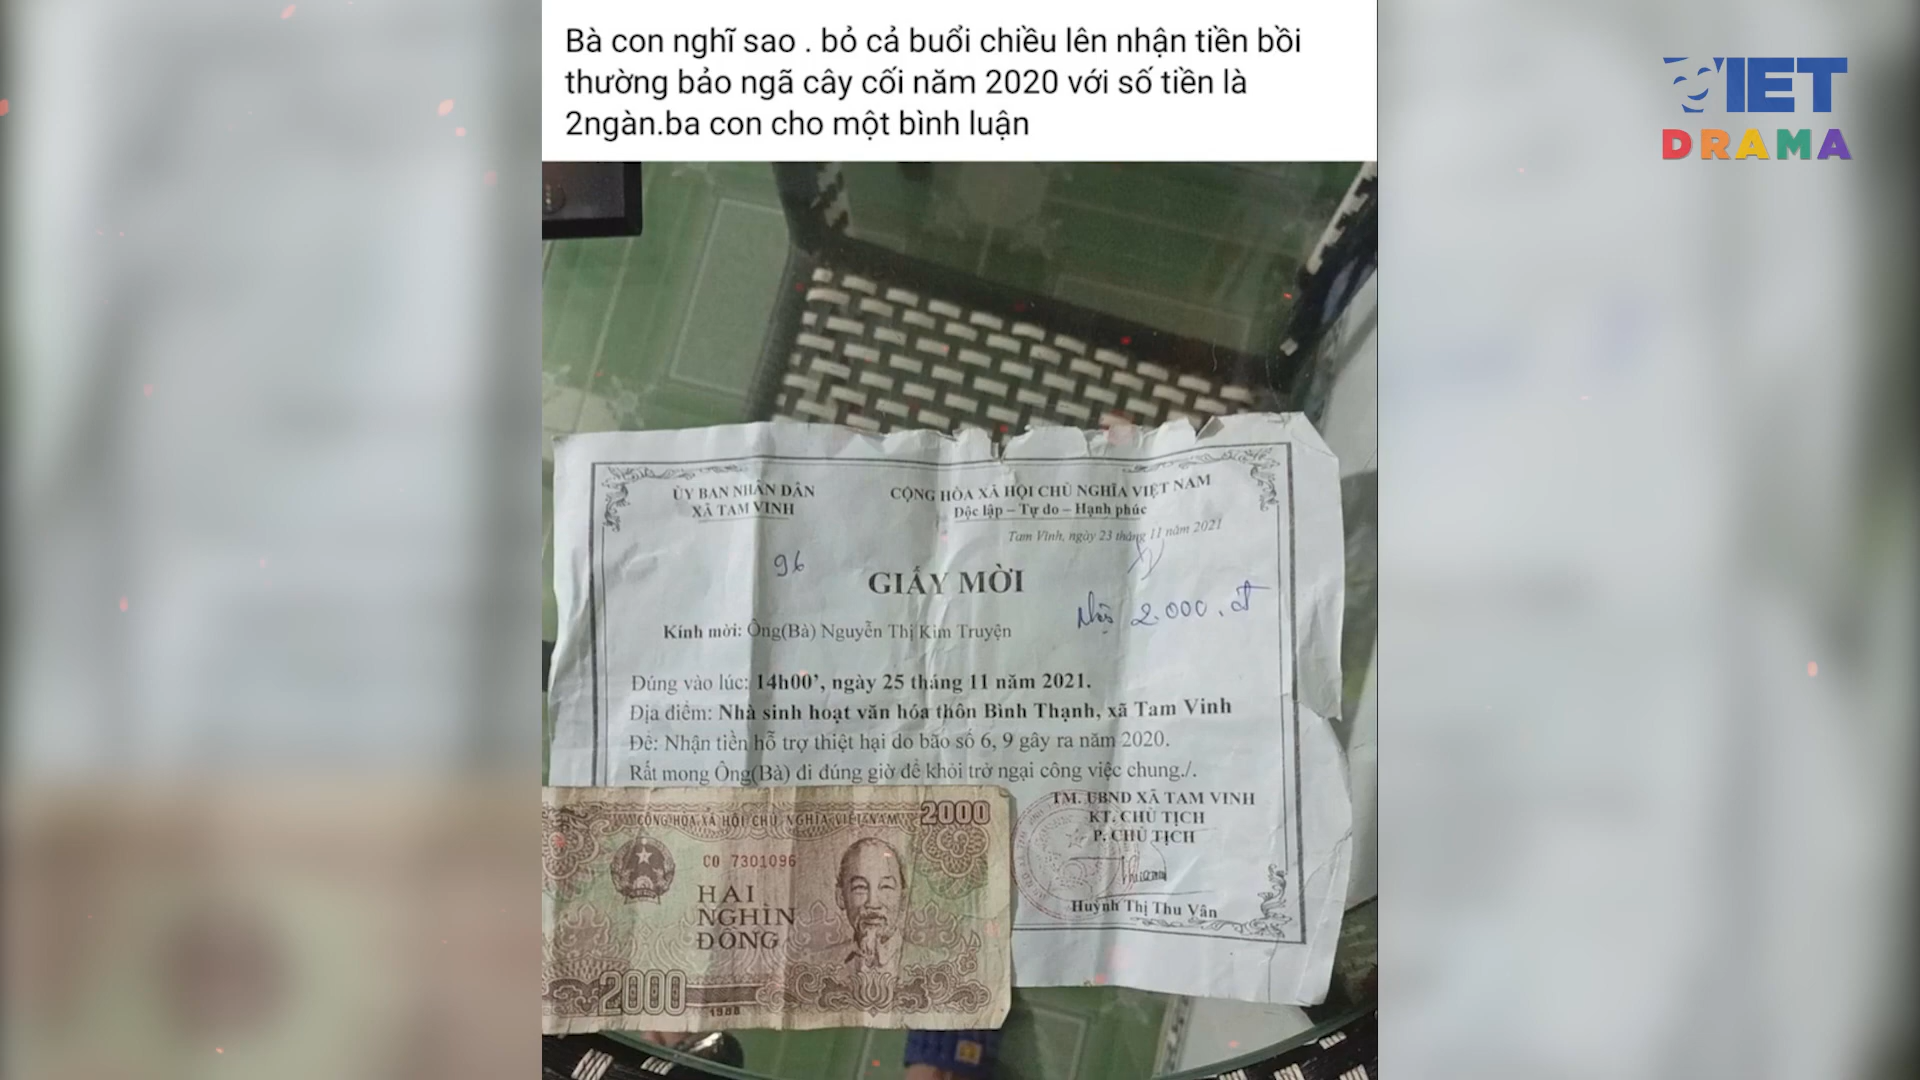 Bà con nghĩ sao . bỏ cả buổi chiều lên nhận tiền bồi
thường bảo ngã cây cối năm 2020 với số tiền là
2ngàn.ba con cho một bình luận
VIET
DRAMA
ỦY BAN NHÂN DÂN
XÃ TAM VINH
CỘNG HÒA XÃ HỘI CHỦ NGHĨA VIỆT NAM
Độc lập – Tự do – Hạnh phúc
Tam Vinh, ngày 23 tháng 11 năm 2021
96
GIẤY MỜI
2.000.đ
Kính mời: Ông(Bà) Nguyễn Thị Kim Truyện
Đúng vào lúc: 14h00’, ngày 25 tháng 11 năm 2021.
Địa điểm: Nhà sinh hoạt văn hóa thôn Bình Thạnh, xã Tam Vinh
Để: Nhận tiền hỗ trợ thiệt hại do bão số 6, 9 gây ra năm 2020.
Rất mong Ông(Bà) đi đúng giờ để khỏi trở ngại công việc chung./.
TM. UBND XÃ TAM VINH
KT. CHỦ TỊCH
P. CHỦ TỊCH
Huỳnh Thị Thu Vân
CỘNG HÒA XÃ HỘI CHỦ NGHĨA VIỆT NAM
2000
CO 7301096
HAI
NGHÌN
ĐỒNG
2000
1988